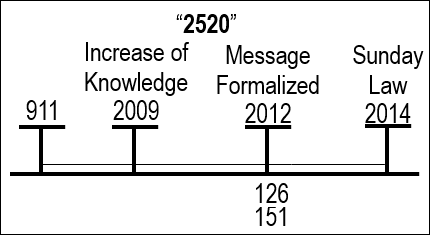 “2520”
Increase of
Knowledge
2009
Message
Formalized
2012
Sunday
Law
2014
911
126
151